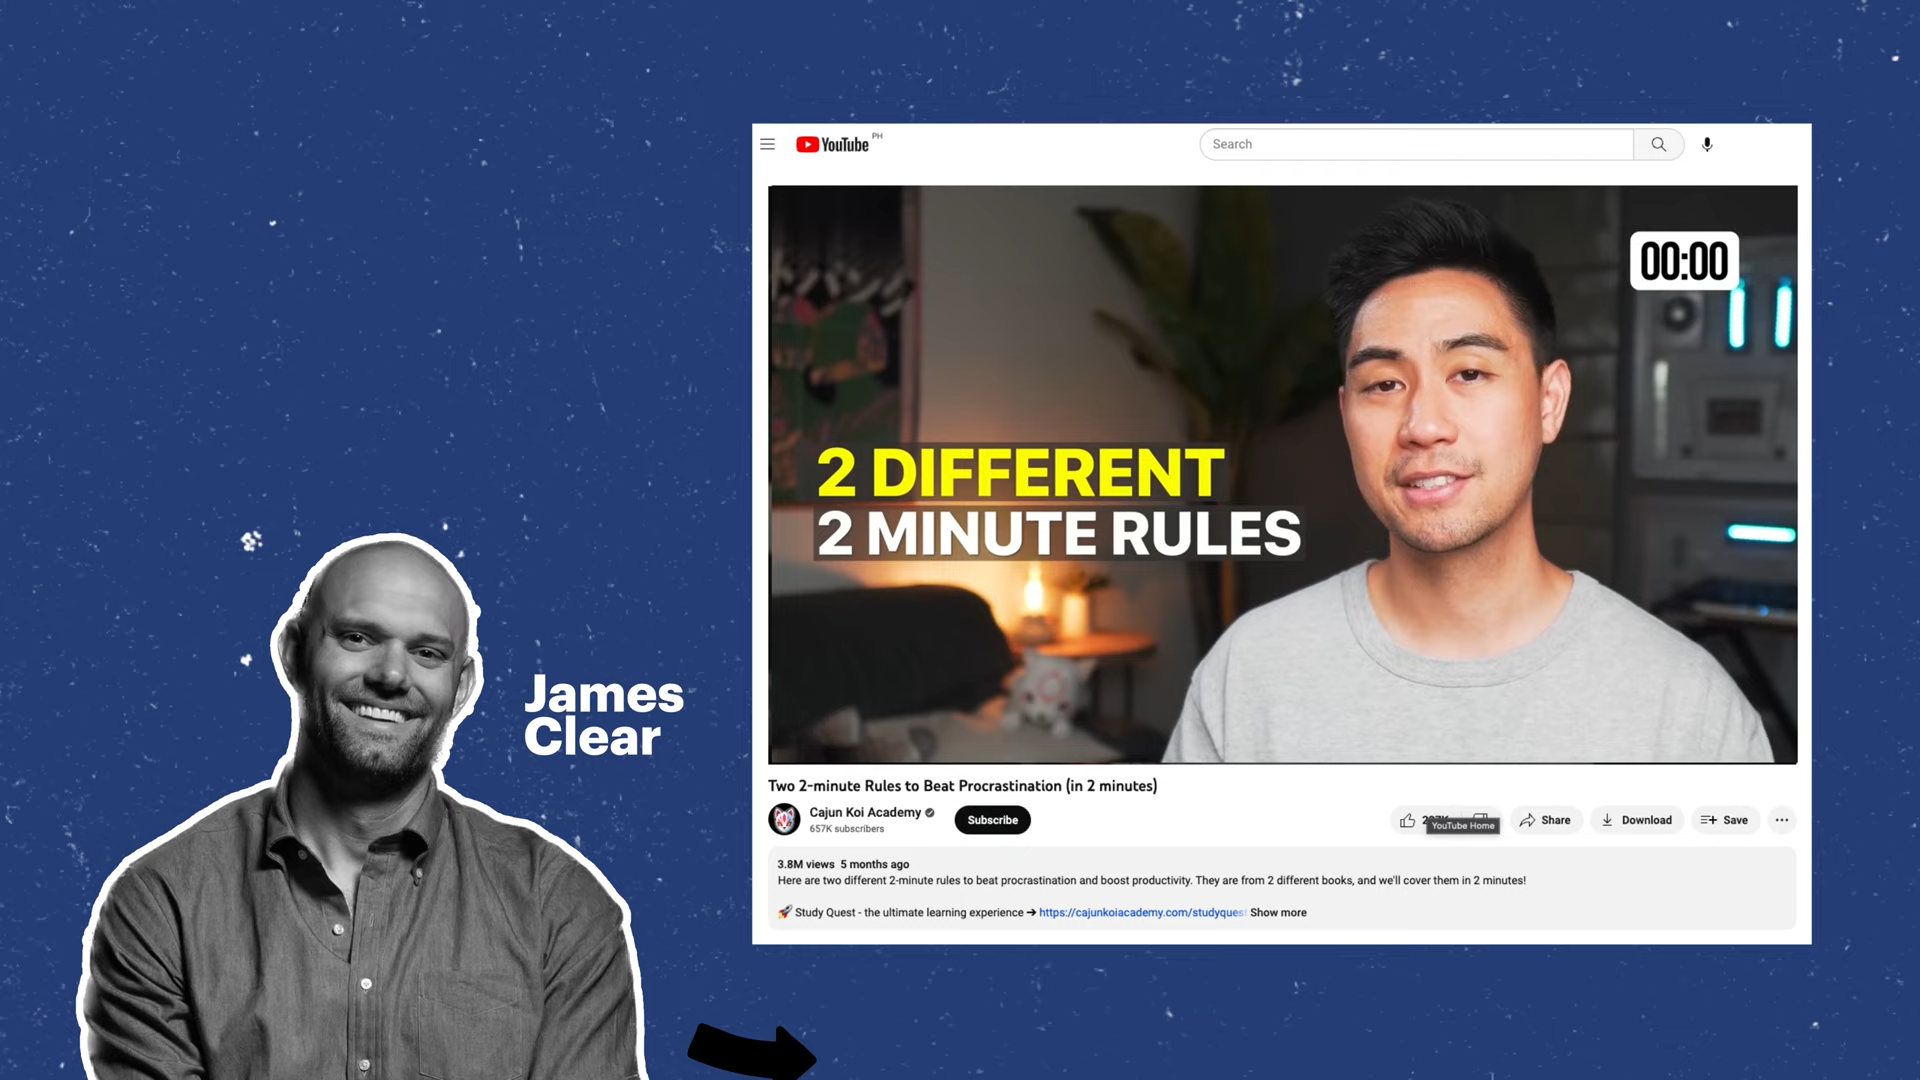 James
Clear
YouTube PH
Search
00:00
2 DIFFERENT
2 MINUTE RULES
Two 2-minute Rules to Beat Procrastination (in 2 minutes)
Cajun Koi Academy
657K subscribers
Subscribe
YouTube Home
Share
Download
Save
3.8M views 5 months ago
Here are two different 2-minute rules to beat procrastination and boost productivity. They are from 2 different books, and we'll cover them in 2 minutes!
🚀 Study Quest - the ultimate learning experience ➔ https://cajunkoiacademy.com/studyquest Show more